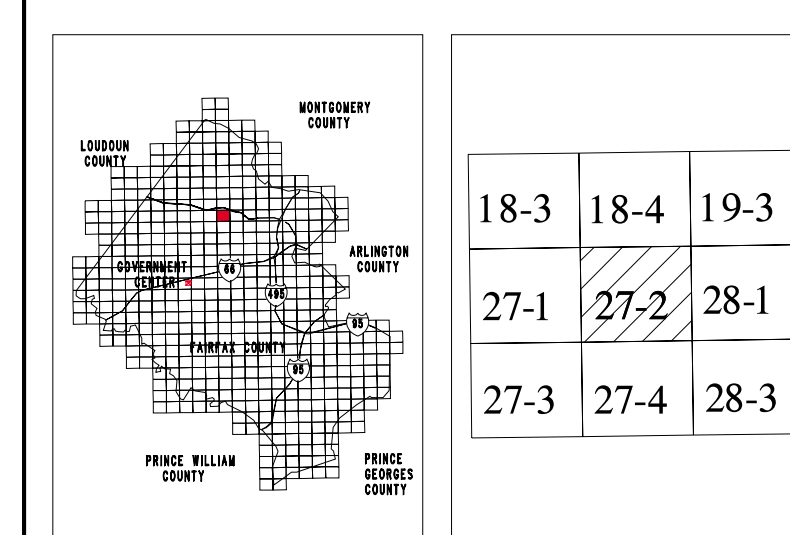 MONTGOMERY
COUNTY
LOUDOUN
COUNTY
ARLINGTON
COUNTY
GOVERNMENT
CENTER
66
495
95
FAIRFAX COUNTY
95
PRINCE WILLIAM
COUNTY
PRINCE
GEORGES
COUNTY
18-3 18-4 19-3
27-1 27-2 28-1
27-3 27-4 28-3